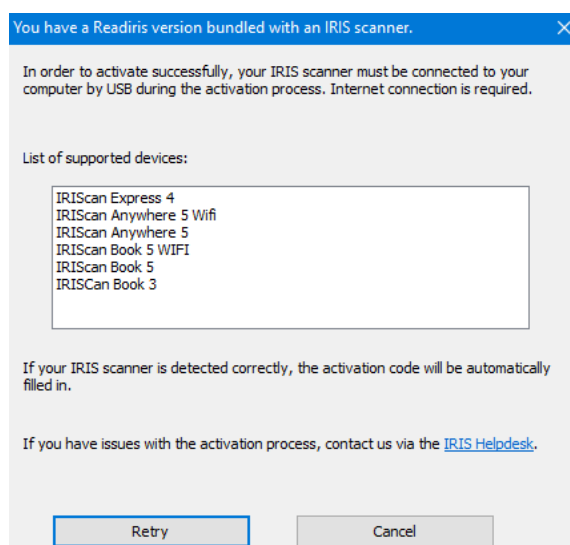 You have a Readiris version bundled with an IRIS scanner.
In order to activate successfully, your IRIS scanner must be connected to your
computer by USB during the activation process. Internet connection is required.
List of supported devices:
IRIScan Express 4
IRIScan Anywhere 5 Wifi
IRIScan Anywhere 5
IRIScan Book 5 WIFI
IRIScan Book 5
IRISCan Book 3
If your IRIS scanner is detected correctly, the activation code will be automatically
filled in.
If you have issues with the activation process, contact us via the IRIS Helpdesk.
Retry Cancel